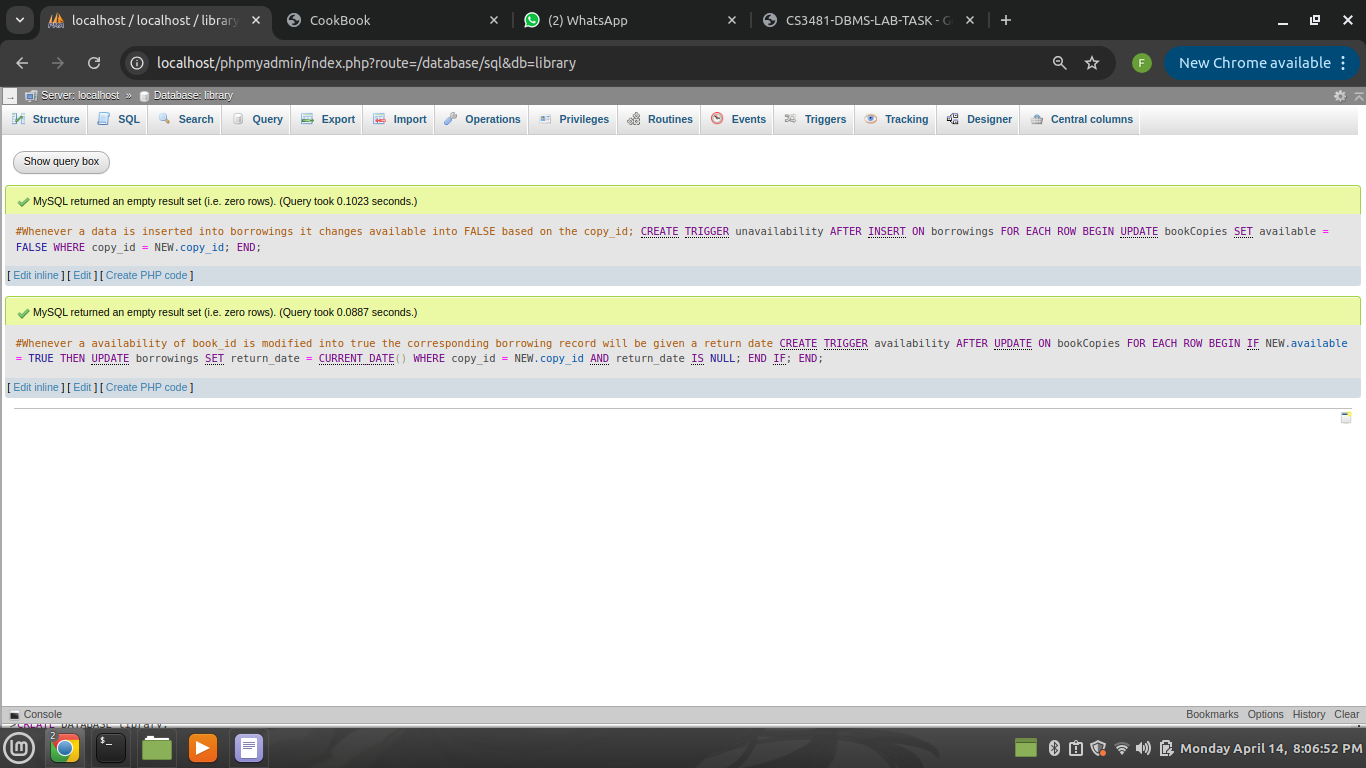 localhost / localhost / library
CookBook
(2) WhatsApp
CS3481-DBMS-LAB-TASK - G
localhost/phpmyadmin/index.php?route=/database/sql&db=library
F
New Chrome available
Server: localhost » Database: library
Structure SQL Search Query Export Import Operations Privileges Routines Events Triggers Tracking Designer Central columns
Show query box
MySQL returned an empty result set (i.e. zero rows). (Query took 0.1023 seconds.)
#Whenever a data is inserted into borrowings it changes available into FALSE based on the copy_id; CREATE TRIGGER unavailability AFTER INSERT ON borrowings FOR EACH ROW BEGIN UPDATE bookCopies SET available =
FALSE WHERE copy_id = NEW.copy_id; END;
[ Edit inline ] [ Edit ] [ Create PHP code ]
MySQL returned an empty result set (i.e. zero rows). (Query took 0.0887 seconds.)
#Whenever a availability of book_id is modified into true the corresponding borrowing record will be given a return date CREATE TRIGGER availability AFTER UPDATE ON bookCopies FOR EACH ROW BEGIN IF NEW.available
= TRUE THEN UPDATE borrowings SET return_date = CURRENT_DATE() WHERE copy_id = NEW.copy_id AND return_date IS NULL; END IF; END;
[ Edit inline ] [ Edit ] [ Create PHP code ]
Console
Bookmarks Options History Clear
>CREATE DATABASE library;
2
$_
Monday April 14, 8:06:52 PM